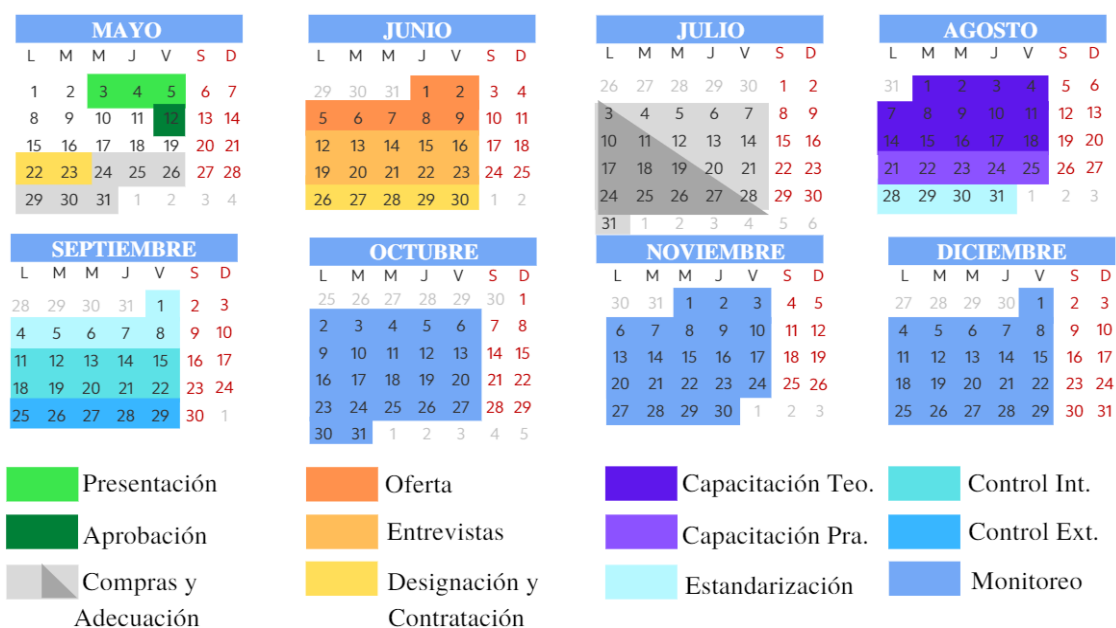 MAYO
L M M J V S D
1 2 3 4 5 6 7
8 9 10 11 12 13 14
15 16 17 18 19 20 21
22 23 24 25 26 27 28
29 30 31 1 2 3 4
JUNIO
L M M J V S D
29 30 31 1 2 3 4
5 6 7 8 9 10 11
12 13 14 15 16 17 18
19 20 21 22 23 24 25
26 27 28 29 30 1 2
JULIO
L M M J V S D
26 27 28 29 30 1 2
3 4 5 6 7 8 9
10 11 12 13 14 15 16
17 18 19 20 21 22 23
24 25 26 27 28 29 30
31 1 2 3 4 5 6
AGOSTO
L M M J V S D
31 1 2 3 4 5 6
7 8 9 10 11 12 13
14 15 16 17 18 19 20
21 22 23 24 25 26 27
28 29 30 31 1 2 3
SEPTIEMBRE
L M M J V S D
28 29 30 31 1 2 3
4 5 6 7 8 9 10
11 12 13 14 15 16 17
18 19 20 21 22 23 24
25 26 27 28 29 30 1
OCTUBRE
L M M J V S D
25 26 27 28 29 30 1
2 3 4 5 6 7 8
9 10 11 12 13 14 15
16 17 18 19 20 21 22
23 24 25 26 27 28 29
30 31 1 2 3 4 5
NOVIEMBRE
L M M J V S D
30 31 1 2 3 4 5
6 7 8 9 10 11 12
13 14 15 16 17 18 19
20 21 22 23 24 25 26
27 28 29 30 1 2 3
DICIEMBRE
L M M J V S D
27 28 29 30 1 2 3
4 5 6 7 8 9 10
11 12 13 14 15 16 17
18 19 20 21 22 23 24
25 26 27 28 29 30 31
Presentación
Aprobación
Compras y
Adecuación
Oferta
Entrevistas
Designación y
Contratación
Capacitación Teo.
Capacitación Pra.
Estandarización
Control Int.
Control Ext.
Monitoreo